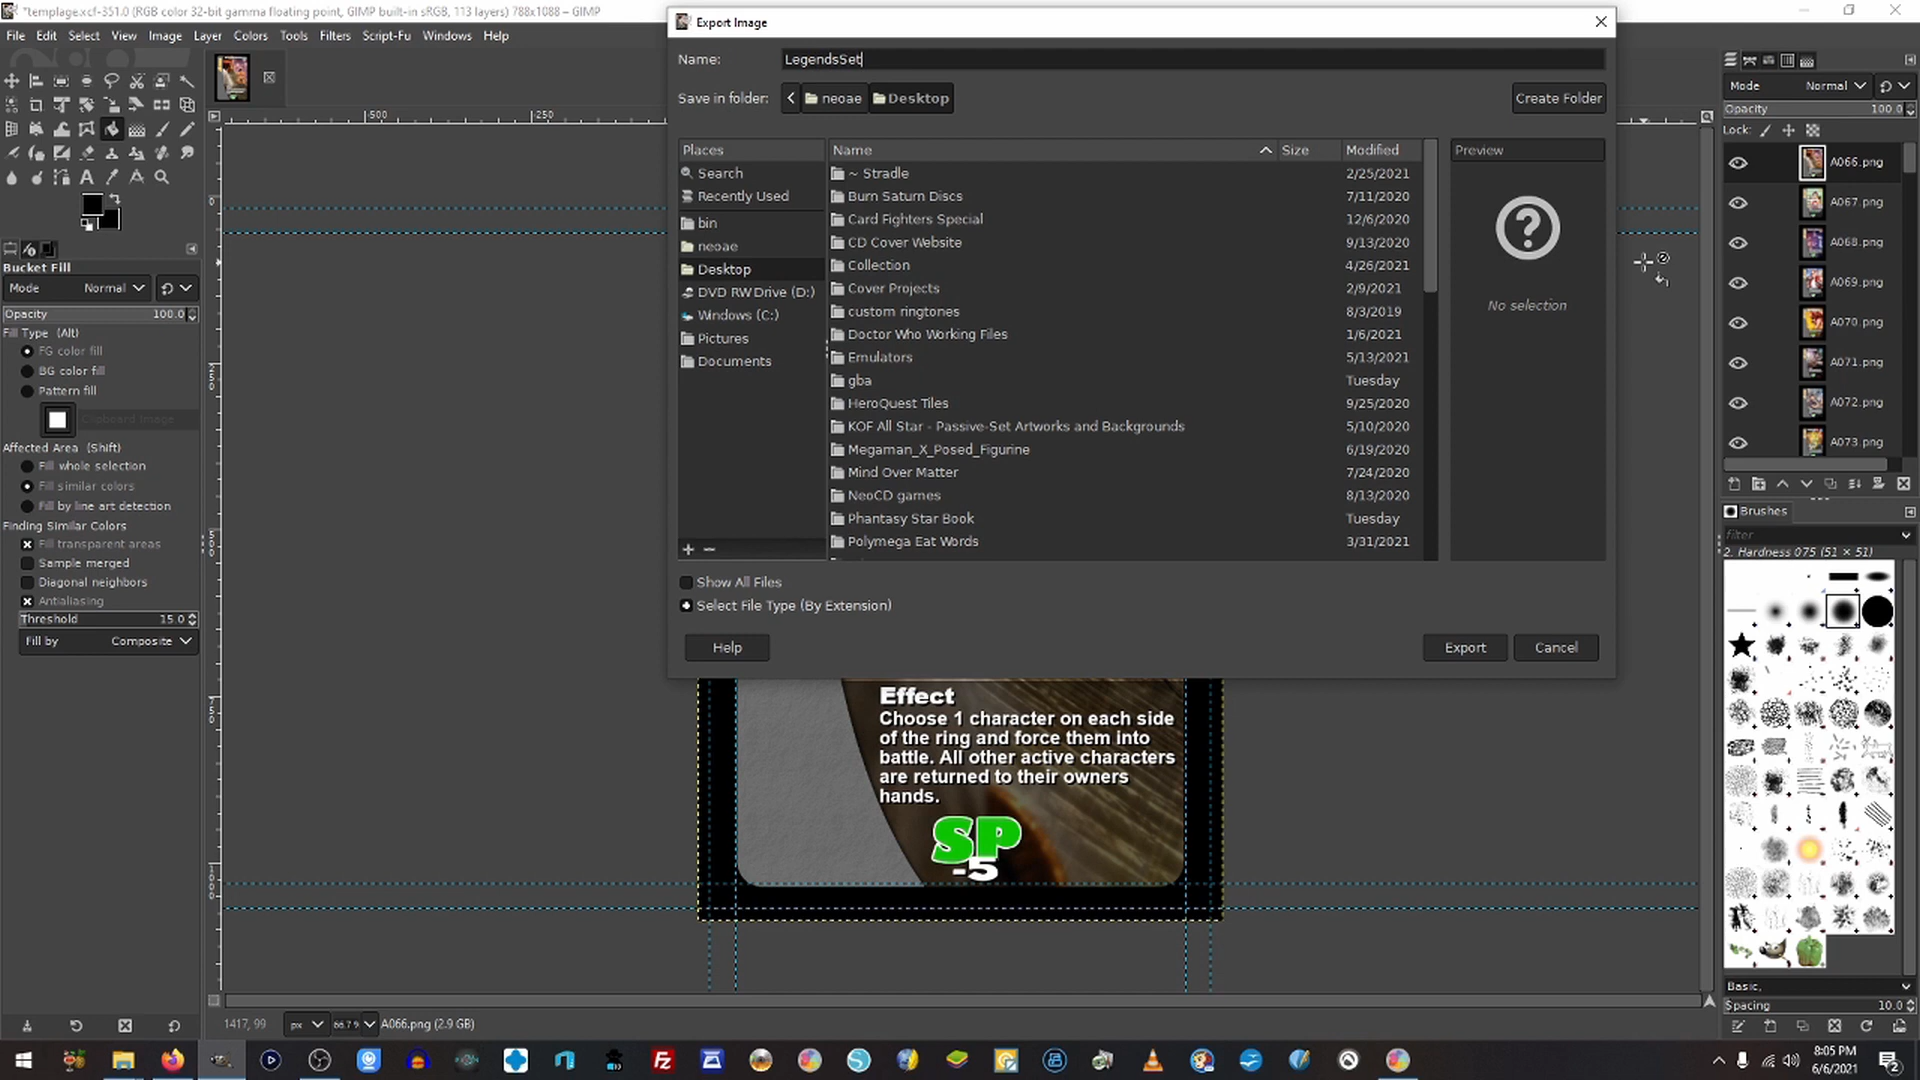 *templage.xcf-351.0 (RGB color 32-bit gamma floating point, GIMP built-in sRGB, 113 layers) 788x1088 – GIMP
File Edit Select View Image Layer Colors Tools Filters Script-Fu Windows Help
-500
-250
Bucket Fill
Mode Normal
Opacity 100.0
Fill Type (Alt)
FG color fill
BG color fill
Pattern fill
Clipboard Image
Affected Area (Shift)
Fill whole selection
Fill similar colors
Fill by line art detection
Finding Similar Colors
Fill transparent areas
Sample merged
Diagonal neighbors
Antialiasing
Threshold 15.0
Fill by Composite
Export Image
Name: LegendsSet
Save in folder: neoae Desktop
Create Folder
Places
Search
Recently Used
bin
neoae
Desktop
DVD RW Drive (D:)
Windows (C:)
Pictures
Documents
Name Size Modified
~ Stradle 2/25/2021
Burn Saturn Discs 7/11/2020
Card Fighters Special 12/6/2020
CD Cover Website 9/13/2020
Collection 4/26/2021
Cover Projects 2/9/2021
custom ringtones 8/3/2019
Doctor Who Working Files 1/6/2021
Emulators 5/13/2021
gba Tuesday
HeroQuest Tiles 9/25/2020
KOF All Star - Passive-Set Artworks and Backgrounds 5/10/2020
Megaman_X_Posed_Figurine 6/19/2020
Mind Over Matter 7/24/2020
NeoCD games 8/13/2020
Phantasy Star Book Tuesday
Polymega Eat Words 3/31/2021
Preview
No selection
Show All Files
Select File Type (By Extension)
Help
Export
Cancel
Effect
Choose 1 character on each side
of the ring and force them into
battle. All other active characters
are returned to their owners
hands.
SP
-5
Mode Normal
Opacity 100.0
Lock:
A066.png
A067.png
A068.png
A069.png
A070.png
A071.png
A072.png
A073.png
Brushes
filter
2. Hardness 075 (51 × 51)
Basic,
Spacing 10.0
1417, 99 px 66.7% A066.png (2.9 GB)
8:05 PM
6/6/2021
2